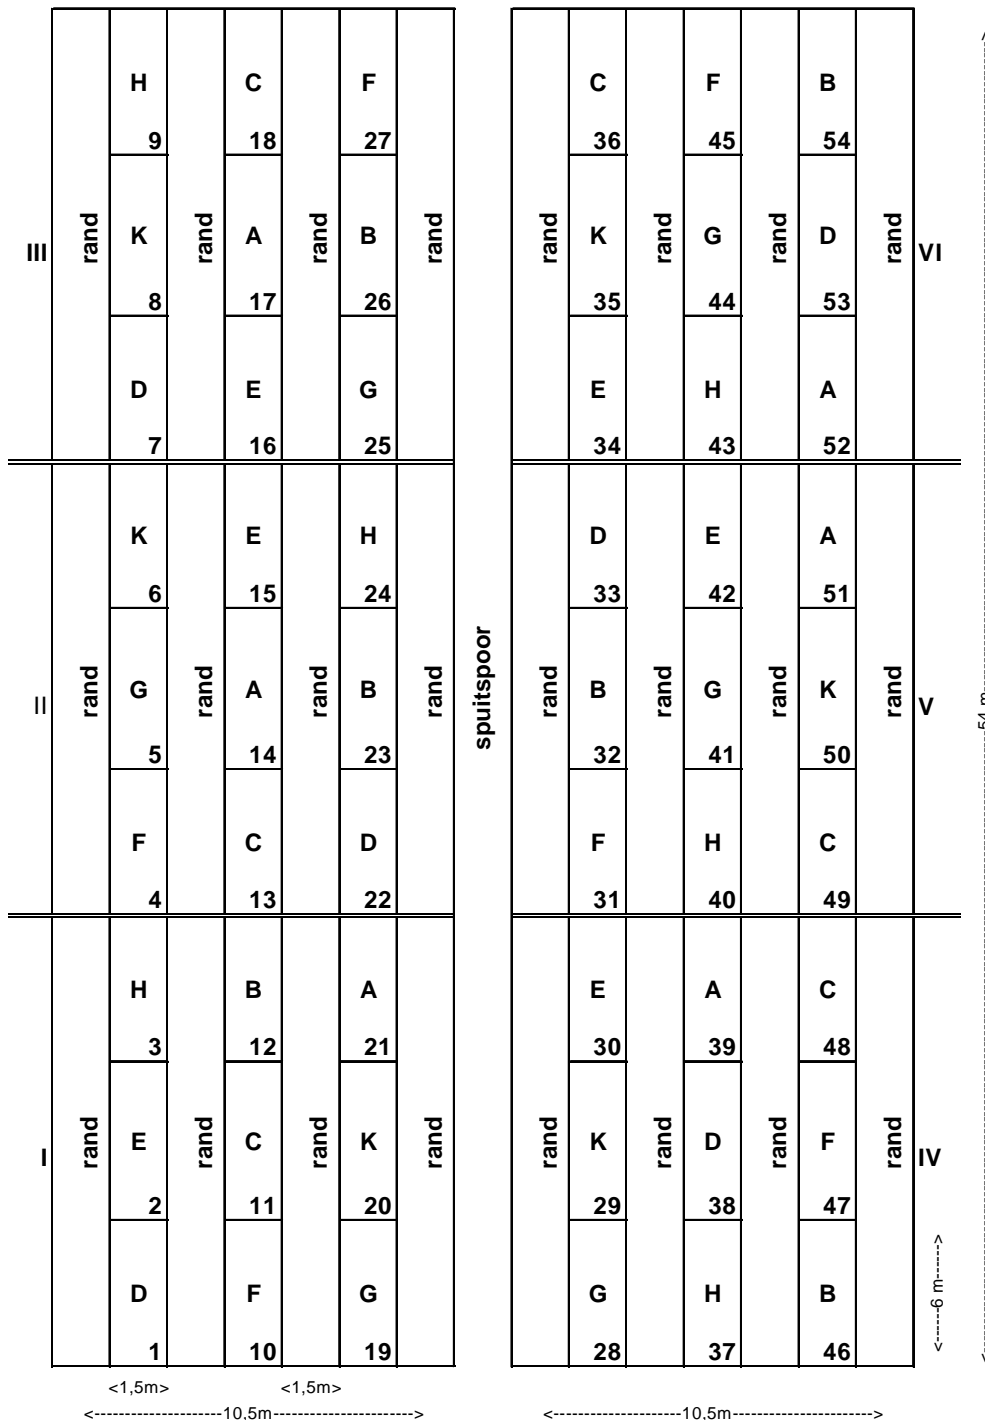 H C F C F B
9 18 27 36 45 54
III rand K rand A rand B rand K rand G rand D rand VI
8 17 26 35 44 53
D E G E H A
7 16 25 34 43 52
K E H D E A
6 15 24 33 42 51
II rand G rand A rand B rand spuitspoor B rand G rand K rand V
5 14 23 32 41 50
F C D F H C
4 13 22 31 40 49
H B A E A C
3 12 21 30 39 48
I rand E rand C rand K rand K rand D rand F rand IV
2 11 20 29 38 47
D F G G H B
1 10 19 28 37 46
<------6 m------>
54 m
<1,5m> <1,5m>
<---------------------10,5m---------------------> <---------------------10,5m--------------------->